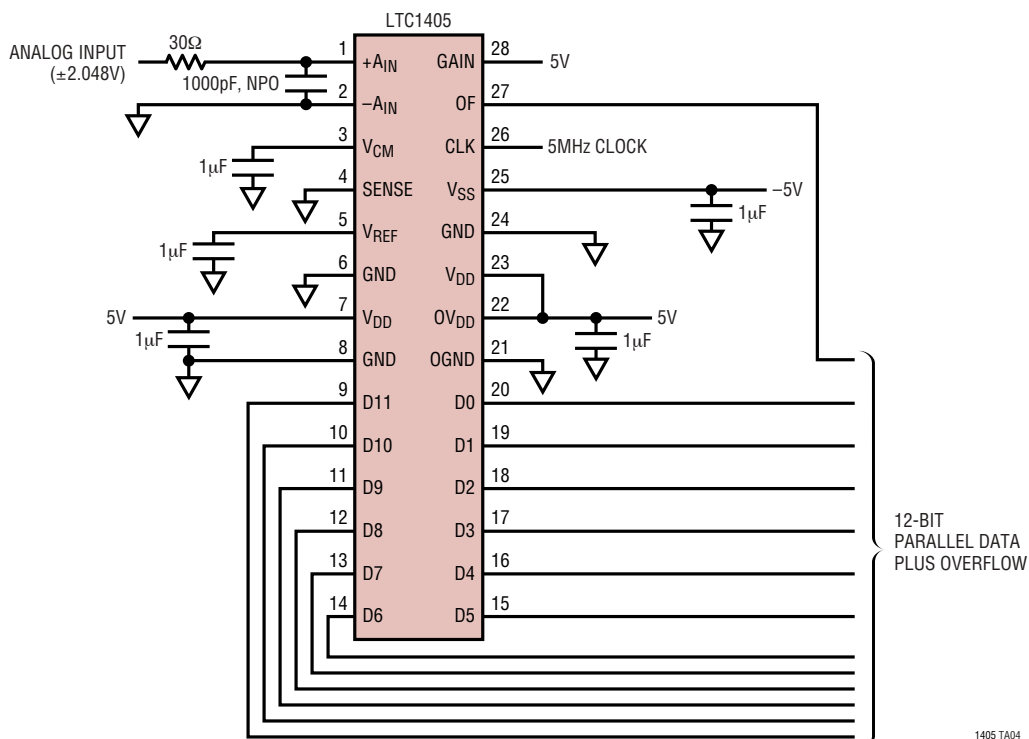 LTC1405
ANALOG INPUT
(±2.048V)
30Ω
1000pF, NPO
1 +AIN
2 –AIN
3 VCM
1µF
4 SENSE
5 VREF
1µF
6 GND
5V
7 VDD
1µF
8 GND
9 D11
10 D10
11 D9
12 D8
13 D7
14 D6
GAIN 28 5V
OF 27
CLK 26 5MHz CLOCK
VSS 25 –5V
1µF
GND 24
VDD 23
OVDD 22 5V
1µF
OGND 21
D0 20
D1 19
D2 18
D3 17
D4 16
D5 15
12-BIT
PARALLEL DATA
PLUS OVERFLOW
1405 TA04